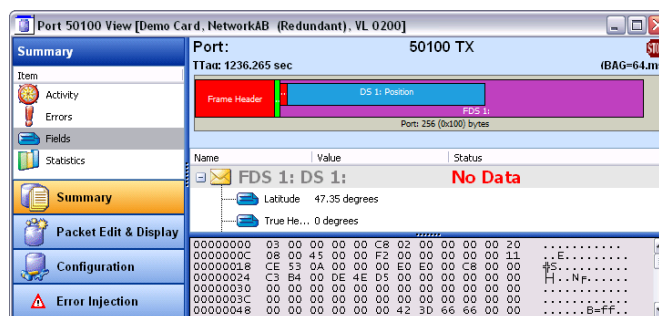 Port 50100 View [Demo Card, NetworkAB (Redundant), VL 0200]
Summary
Item
Activity
Errors
Fields
Statistics
Summary
Packet Edit & Display
Configuration
Error Injection
Port: 50100 TX
TTag: 1236.265 sec (BAG=64.m
Frame Header
DS 1: Position
FDS 1:
Port: 256 (0x100) bytes
Name Value Status
FDS 1: DS 1: No Data
Latitude 47.35 degrees
True He... 0 degrees
00000000 03 00 00 00 00 C8 02 00 00 00 00 20 ............
0000000C 08 00 45 00 00 F2 00 00 00 00 00 11 ..E.........
00000018 CE 53 0A 00 00 00 E0 E0 00 C8 00 00
00000024 C3 B4 00 DE 4E D5 00 00 00 00 00 00
00000030 00 00 00 00 00 00 00 00 00 00 00 00 ............
0000003C 00 00 00 00 00 00 00 00 00 00 00 00 ............
00000048 00 00 00 00 00 00 42 3D 66 66 00 00 ......B=ff..